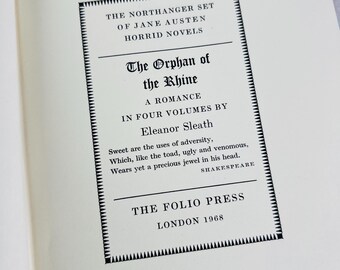 THE NORTHANGER SET
OF JANE AUSTEN
HORRID NOVELS
The Orphan of
the Rhine
A ROMANCE
IN FOUR VOLUMES BY
Eleanor Sleath
Sweet are the uses of adversity,
Which, like the toad, ugly and venomous,
Wears yet a precious jewel in his head.
SHAKESPEARE
THE FOLIO PRESS
LONDON 1968